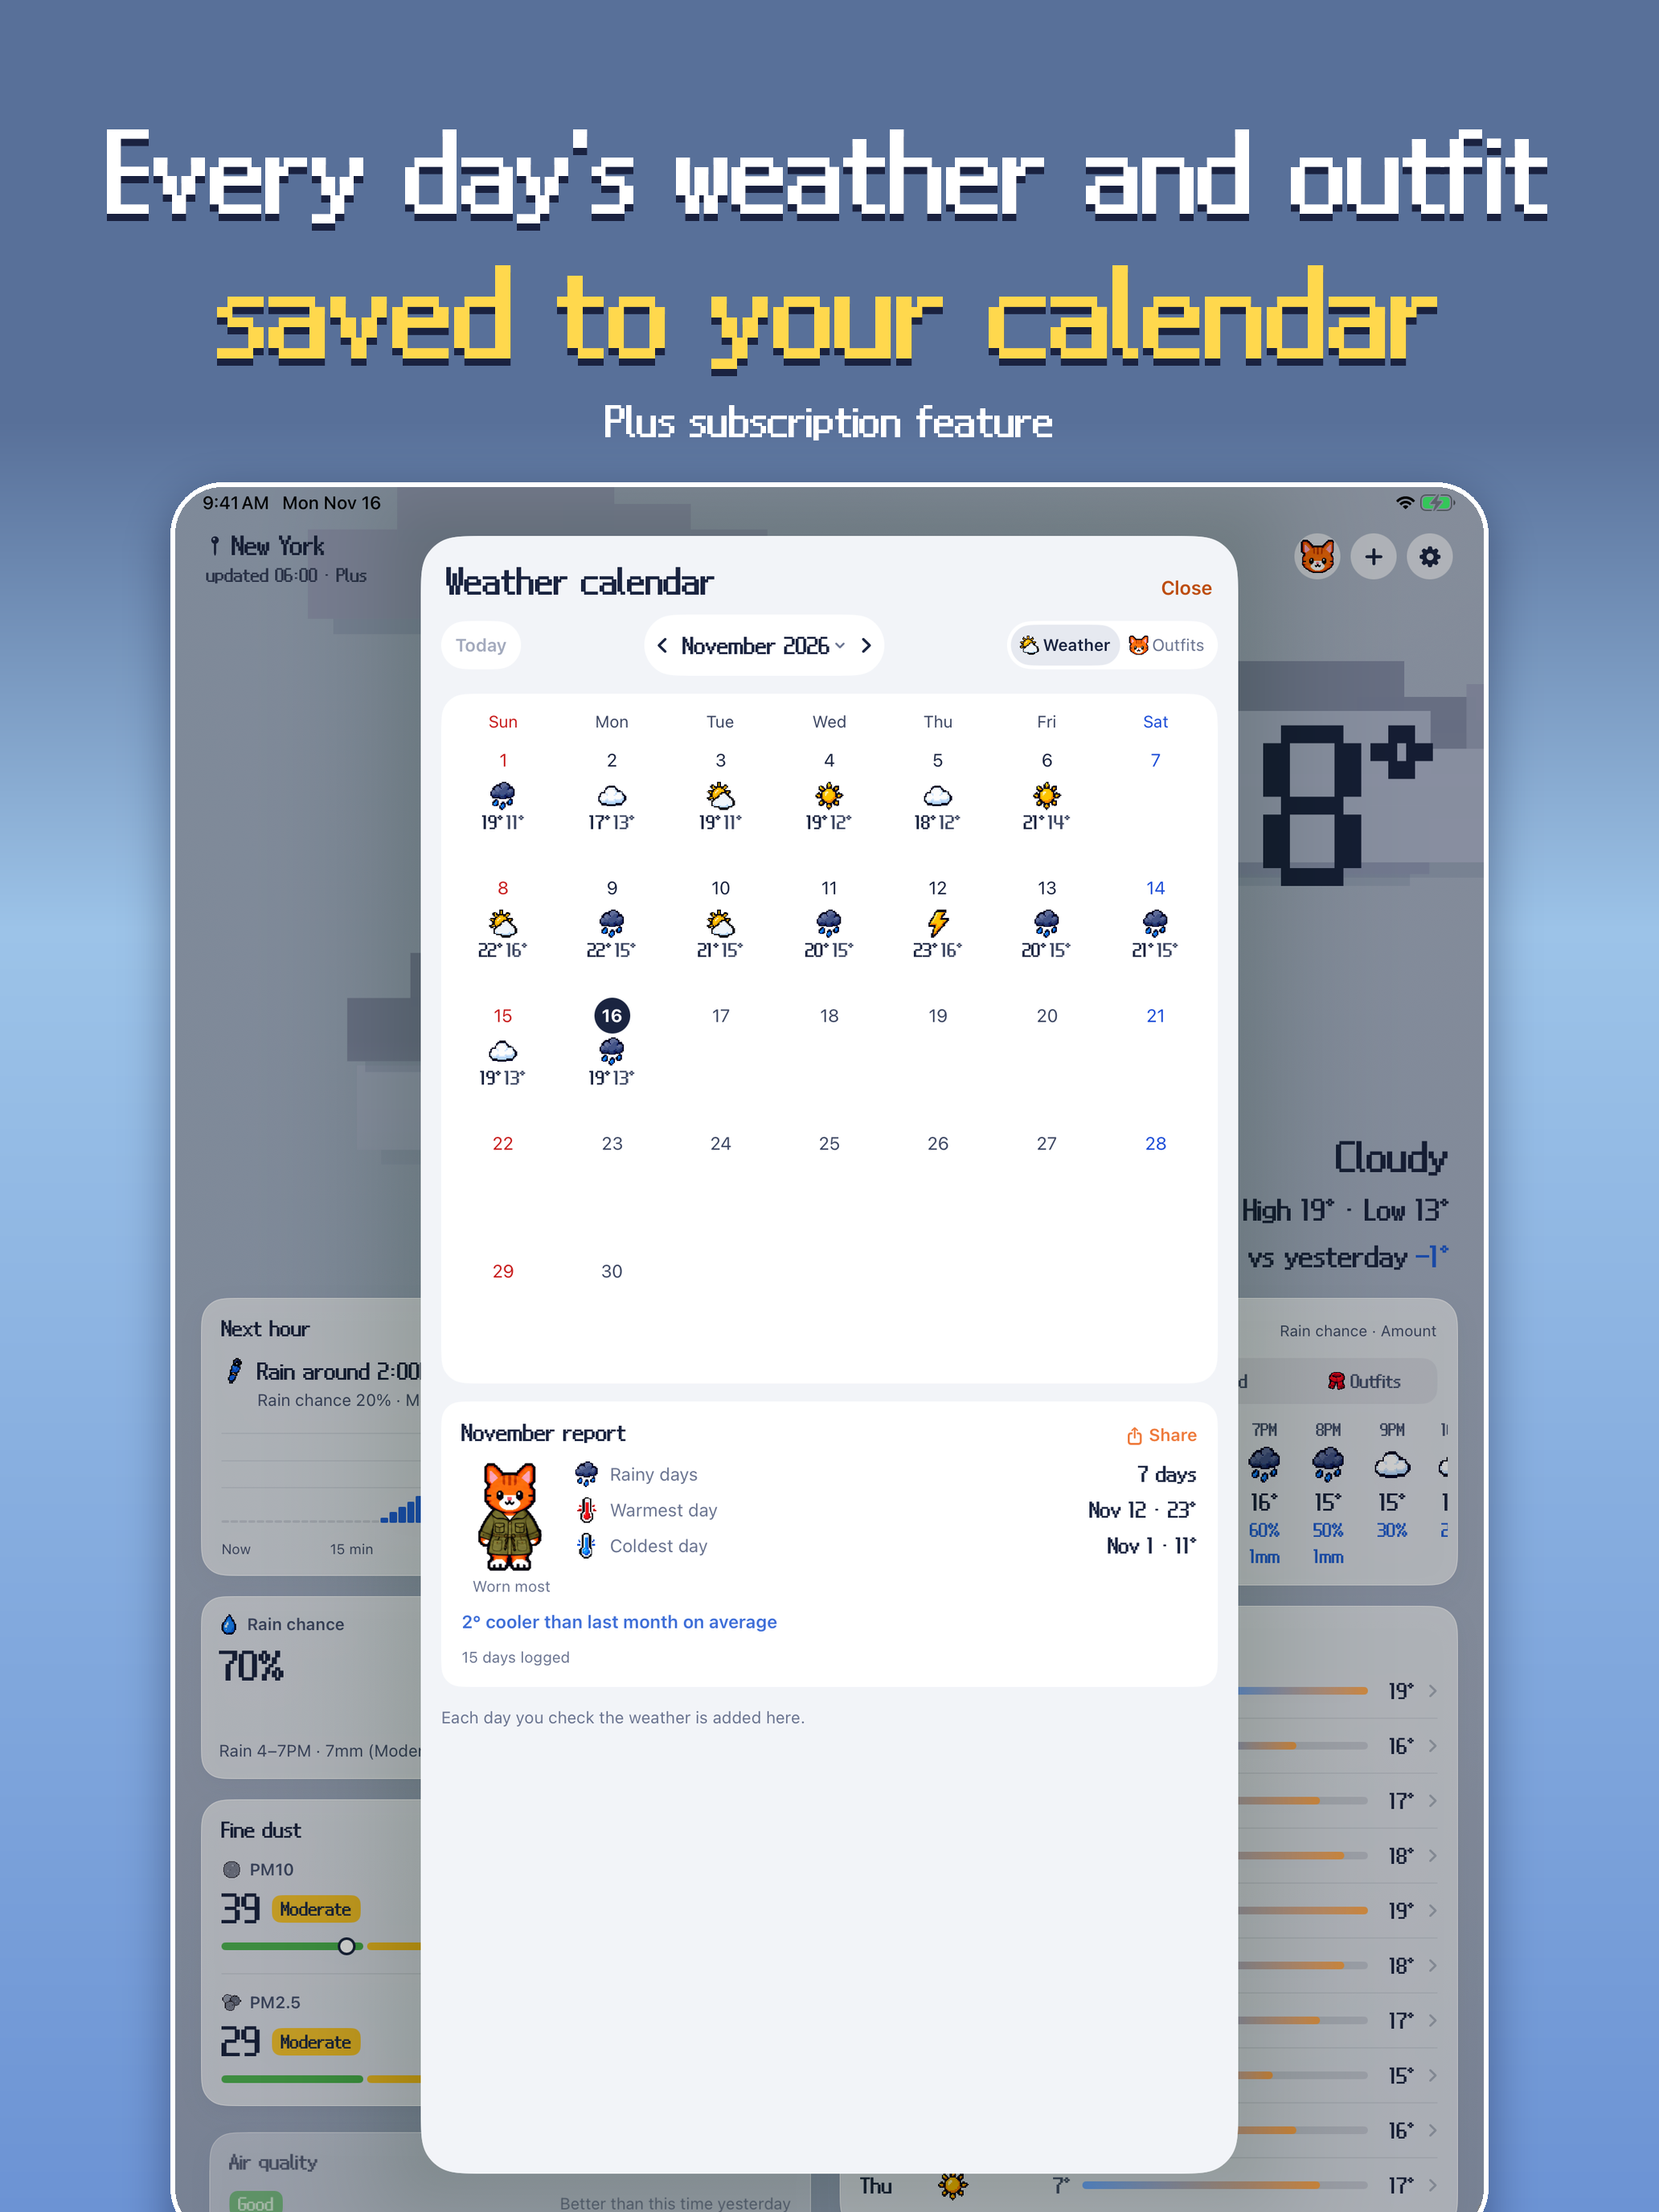 Every day's weather and outfit
saved to your calendar
Plus subscription feature
9:41 AM Mon Nov 16
New York
updated 06:00 · Plus
Weather calendar
Close
Today
November 2026
Weather
Outfits
Sun Mon Tue Wed Thu Fri Sat
1 2 3 4 5 6 7
19° 11° 17° 13° 19° 11° 19° 12° 18° 12° 21° 14°
8 9 10 11 12 13 14
22° 16° 22° 15° 21° 15° 20° 15° 23° 16° 20° 15° 21° 15°
15 16 17 18 19 20 21
19° 13° 19° 13°
22 23 24 25 26 27 28
29 30
8°
Cloudy
High 19° · Low 13°
vs yesterday −1°
November report
Share
Rainy days 7 days
Warmest day Nov 12 · 23°
Coldest day Nov 1 · 11°
Worn most
2° cooler than last month on average
15 days logged
Each day you check the weather is added here.
Next hour
Rain around 2:00
Rain chance 20% ·
Now 15 min
Rain chance
70%
Rain 4–7PM · 7mm
Fine dust
PM10
39 Moderate
PM2.5
29 Moderate
Air quality
Good
Better than this time yesterday
Rain chance · Amount
Outfits
7PM 8PM 9PM
16° 15° 15°
60% 50% 30%
1mm 1mm
19°
16°
17°
18°
19°
18°
17°
15°
16°
Thu 7° 17°